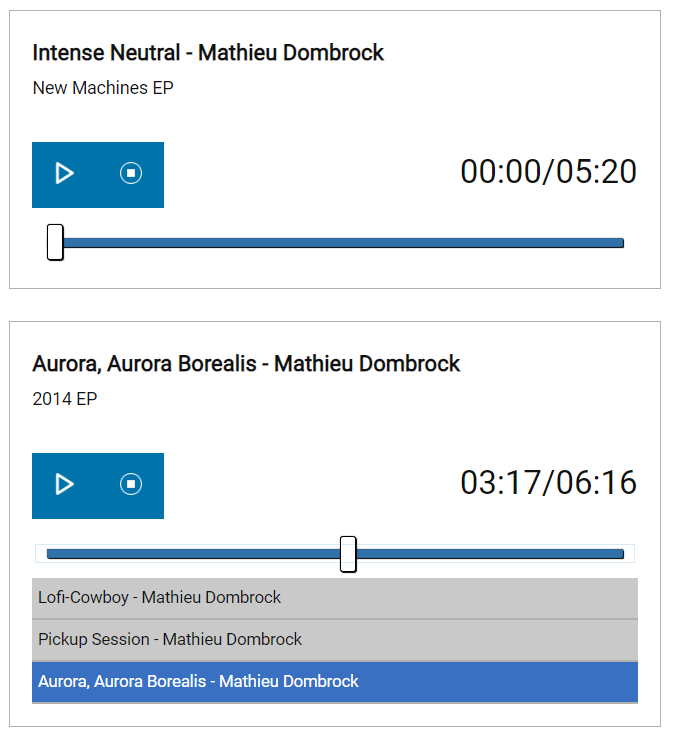 Intense Neutral - Mathieu Dombrock
New Machines EP
00:00/05:20
Aurora, Aurora Borealis - Mathieu Dombrock
2014 EP
03:17/06:16
Lofi-Cowboy - Mathieu Dombrock
Pickup Session - Mathieu Dombrock
Aurora, Aurora Borealis - Mathieu Dombrock